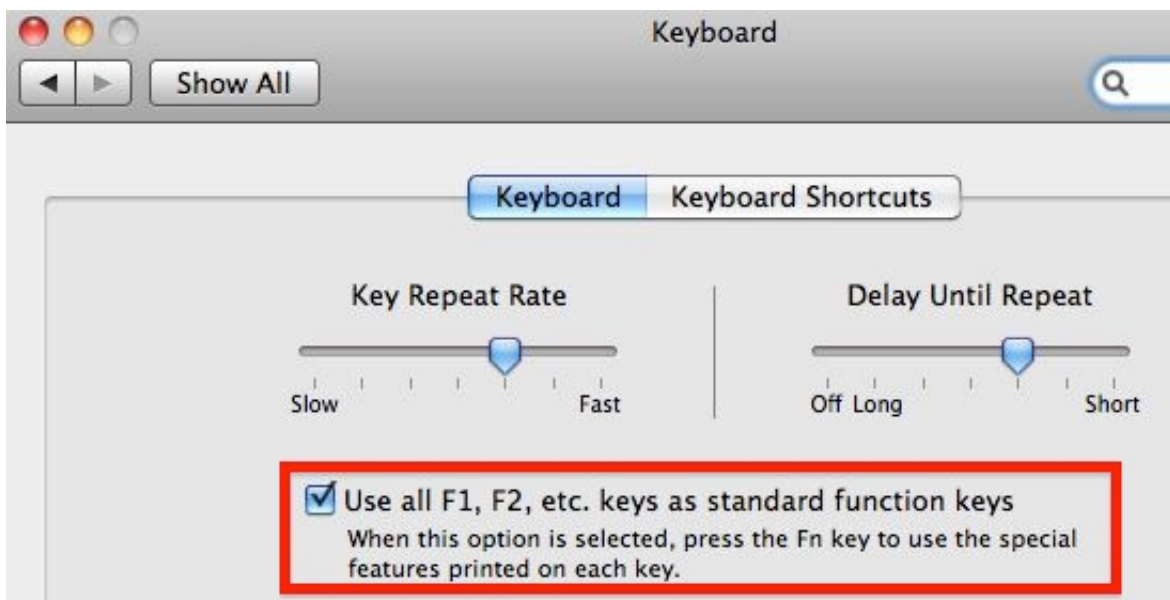 Keyboard
Show All
Keyboard Keyboard Shortcuts
Key Repeat Rate Delay Until Repeat
Slow Fast Off Long Short
Use all F1, F2, etc. keys as standard function keys
When this option is selected, press the Fn key to use the special
features printed on each key.